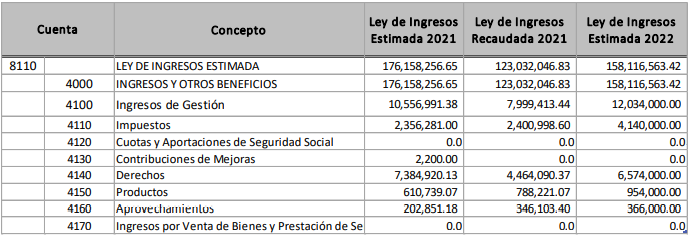 Cuenta Concepto Ley de Ingresos Estimada 2021 Ley de Ingresos Recaudada 2021 Ley de Ingresos Estimada 2022
8110 LEY DE INGRESOS ESTIMADA 176,158,256.65 123,032,046.83 158,116,563.42
4000 INGRESOS Y OTROS BENEFICIOS 176,158,256.65 123,032,046.83 158,116,563.42
4100 Ingresos de Gestión 10,556,991.38 7,999,413.44 12,034,000.00
4110 Impuestos 2,356,281.00 2,400,998.60 4,140,000.00
4120 Cuotas y Aportaciones de Seguridad Social 0.0 0.0 0.0
4130 Contribuciones de Mejoras 2,200.00 0.0 0.0
4140 Derechos 7,384,920.13 4,464,090.37 6,574,000.00
4150 Productos 610,739.07 788,221.07 954,000.00
4160 Aprovechamientos 202,851.18 346,103.40 366,000.00
4170 Ingresos por Venta de Bienes y Prestación de Se 0.0 0.0 0.0